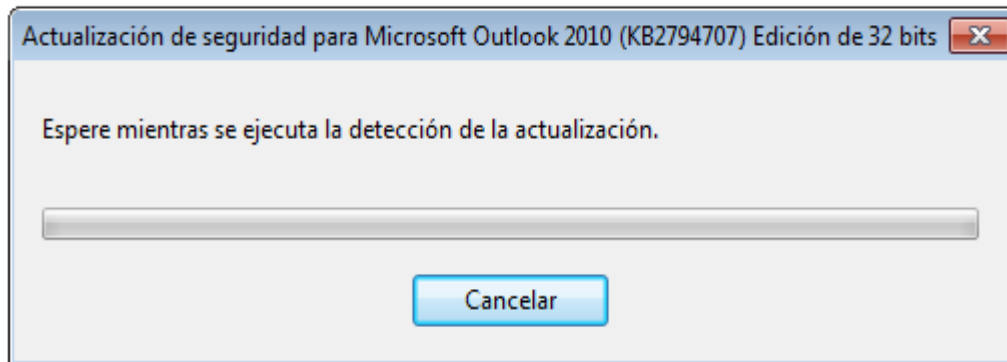 Actualización de seguridad para Microsoft Outlook 2010 (KB2794707) Edición de 32 bits
Espere mientras se ejecuta la detección de la actualización.
Cancelar